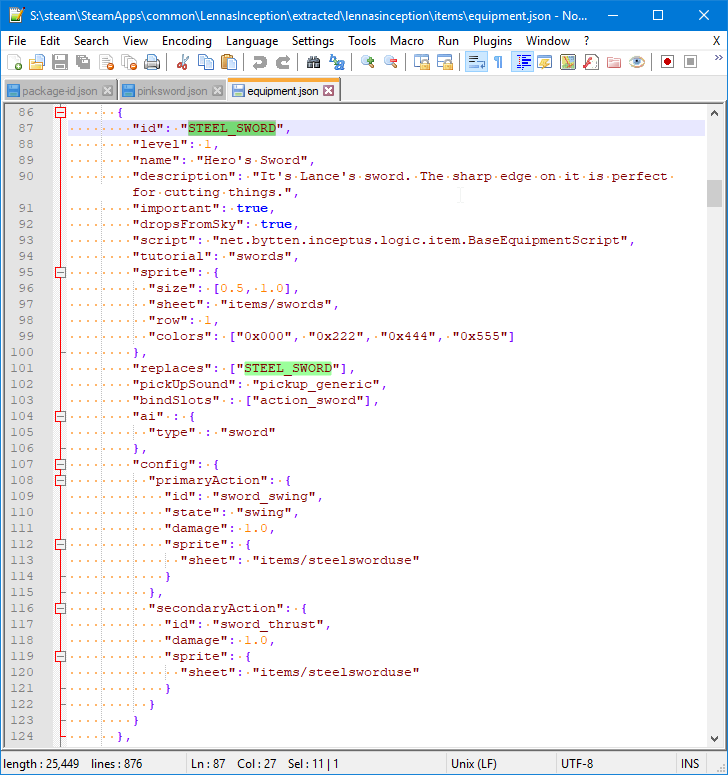 S:\steam\SteamApps\common\LennasInception\extracted\lennasinception\items\equipment.json - No...
File Edit Search View Encoding Language Settings Tools Macro Run Plugins Window ? X
package-id.json pinksword.json equipment.json
86 {
87 "id": "STEEL_SWORD",
88 "level": 1,
89 "name": "Hero's Sword",
90 "description": "It's Lance's sword. The sharp edge on it is perfect
for cutting things.",
91 "important": true,
92 "dropsFromSky": true,
93 "script": "net.bytten.inceptus.logic.item.BaseEquipmentScript",
94 "tutorial": "swords",
95 "sprite": {
96 "size": [0.5, 1.0],
97 "sheet": "items/swords",
98 "row": 1,
99 "colors": ["0x000", "0x222", "0x444", "0x555"]
100 },
101 "replaces": ["STEEL_SWORD"],
102 "pickUpSound": "pickup_generic",
103 "bindSlots" : ["action_sword"],
104 "ai" : {
105 "type" : "sword"
106 },
107 "config": {
108 "primaryAction": {
109 "id": "sword_swing",
110 "state": "swing",
111 "damage": 1.0,
112 "sprite": {
113 "sheet": "items/steelsworduse"
114 }
115 },
116 "secondaryAction": {
117 "id": "sword_thrust",
118 "damage": 1.0,
119 "sprite": {
120 "sheet": "items/steelsworduse"
121 }
122 }
123 }
124 },
length : 25,449 lines : 876 Ln : 87 Col : 27 Sel : 11 | 1 Unix (LF) UTF-8 INS